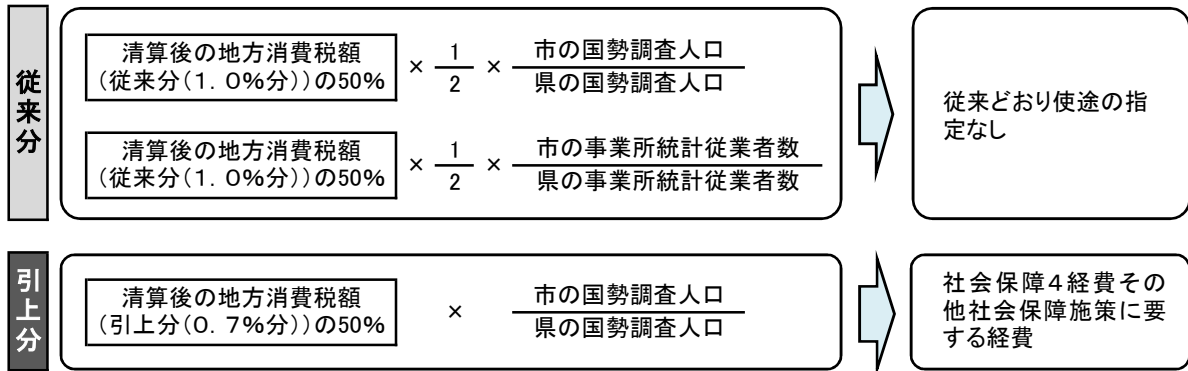 従来分
清算後の地方消費税額
(従来分(1.0%分))の50%
× 1/2 × 市の国勢調査人口
県の国勢調査人口
清算後の地方消費税額
(従来分(1.0%分))の50%
× 1/2 × 市の事業所統計従業者数
県の事業所統計従業者数
従来どおり使途の指
定なし
引上分
清算後の地方消費税額
(引上分(0.7%分)の50%
× 市の国勢調査人口
県の国勢調査人口
社会保障4経費その
他社会保障施策に要
する経費